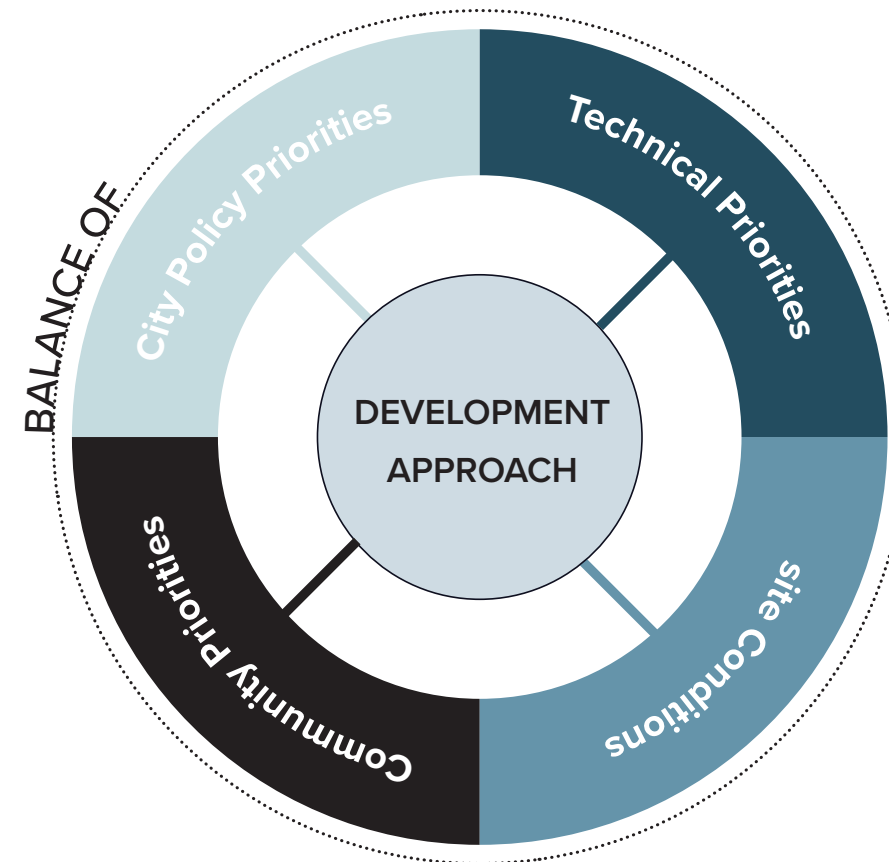 BALANCE OF
City Policy Priorities
Technical Priorities
DEVELOPMENT
APPROACH
site Conditions
Community Priorities